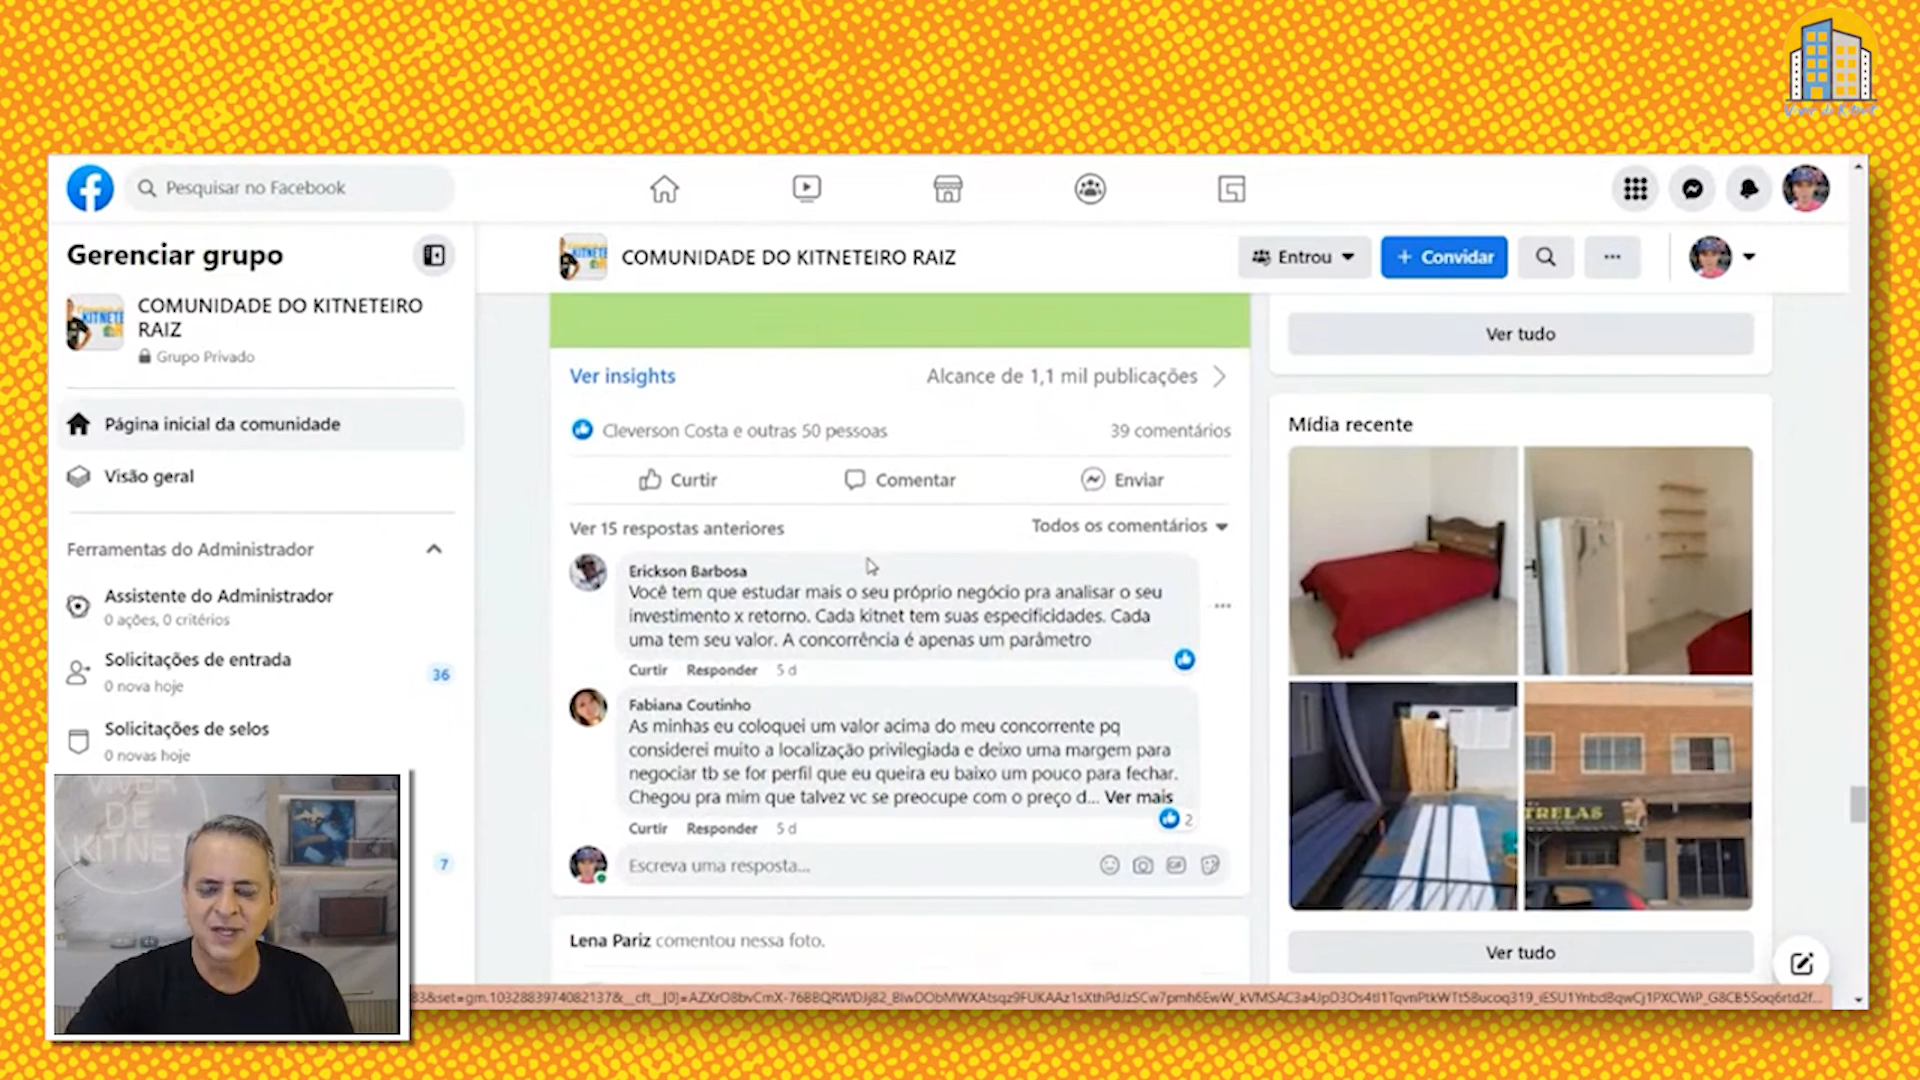 Viver de Kitnet
Pesquisar no Facebook
Gerenciar grupo
COMUNIDADE DO KITNETEIRO RAIZ
Entrou
+ Convidar
COMUNIDADE DO KITNETEIRO
RAIZ
Grupo Privado
Página inicial da comunidade
Visão geral
Ferramentas do Administrador
Assistente do Administrador
0 ações, 0 critérios
Solicitações de entrada
0 nova hoje
36
Solicitações de selos
0 novas hoje
7
Ver insights
Alcance de 1,1 mil publicações
Cleverson Costa e outras 50 pessoas
39 comentários
Curtir
Comentar
Enviar
Ver 15 respostas anteriores
Todos os comentários
Erickson Barbosa
Você tem que estudar mais o seu próprio negócio pra analisar o seu
investimento x retorno. Cada kitnet tem suas especificidades. Cada
uma tem seu valor. A concorrência é apenas um parâmetro
Curtir Responder 5 d
Fabiana Coutinho
As minhas eu coloquei um valor acima do meu concorrente pq
considerei muito a localização privilegiada e deixo uma margem para
negociar tb se for perfil que eu queira eu baixo um pouco para fechar.
Chegou pra mim que talvez vc se preocupe com o preço d... Ver mais
2
Curtir Responder 5 d
Escreva uma resposta...
GIF
Lena Pariz comentou nessa foto.
Ver tudo
Mídia recente
TRELAS
Ver tudo
VIVER
DE
KITNE